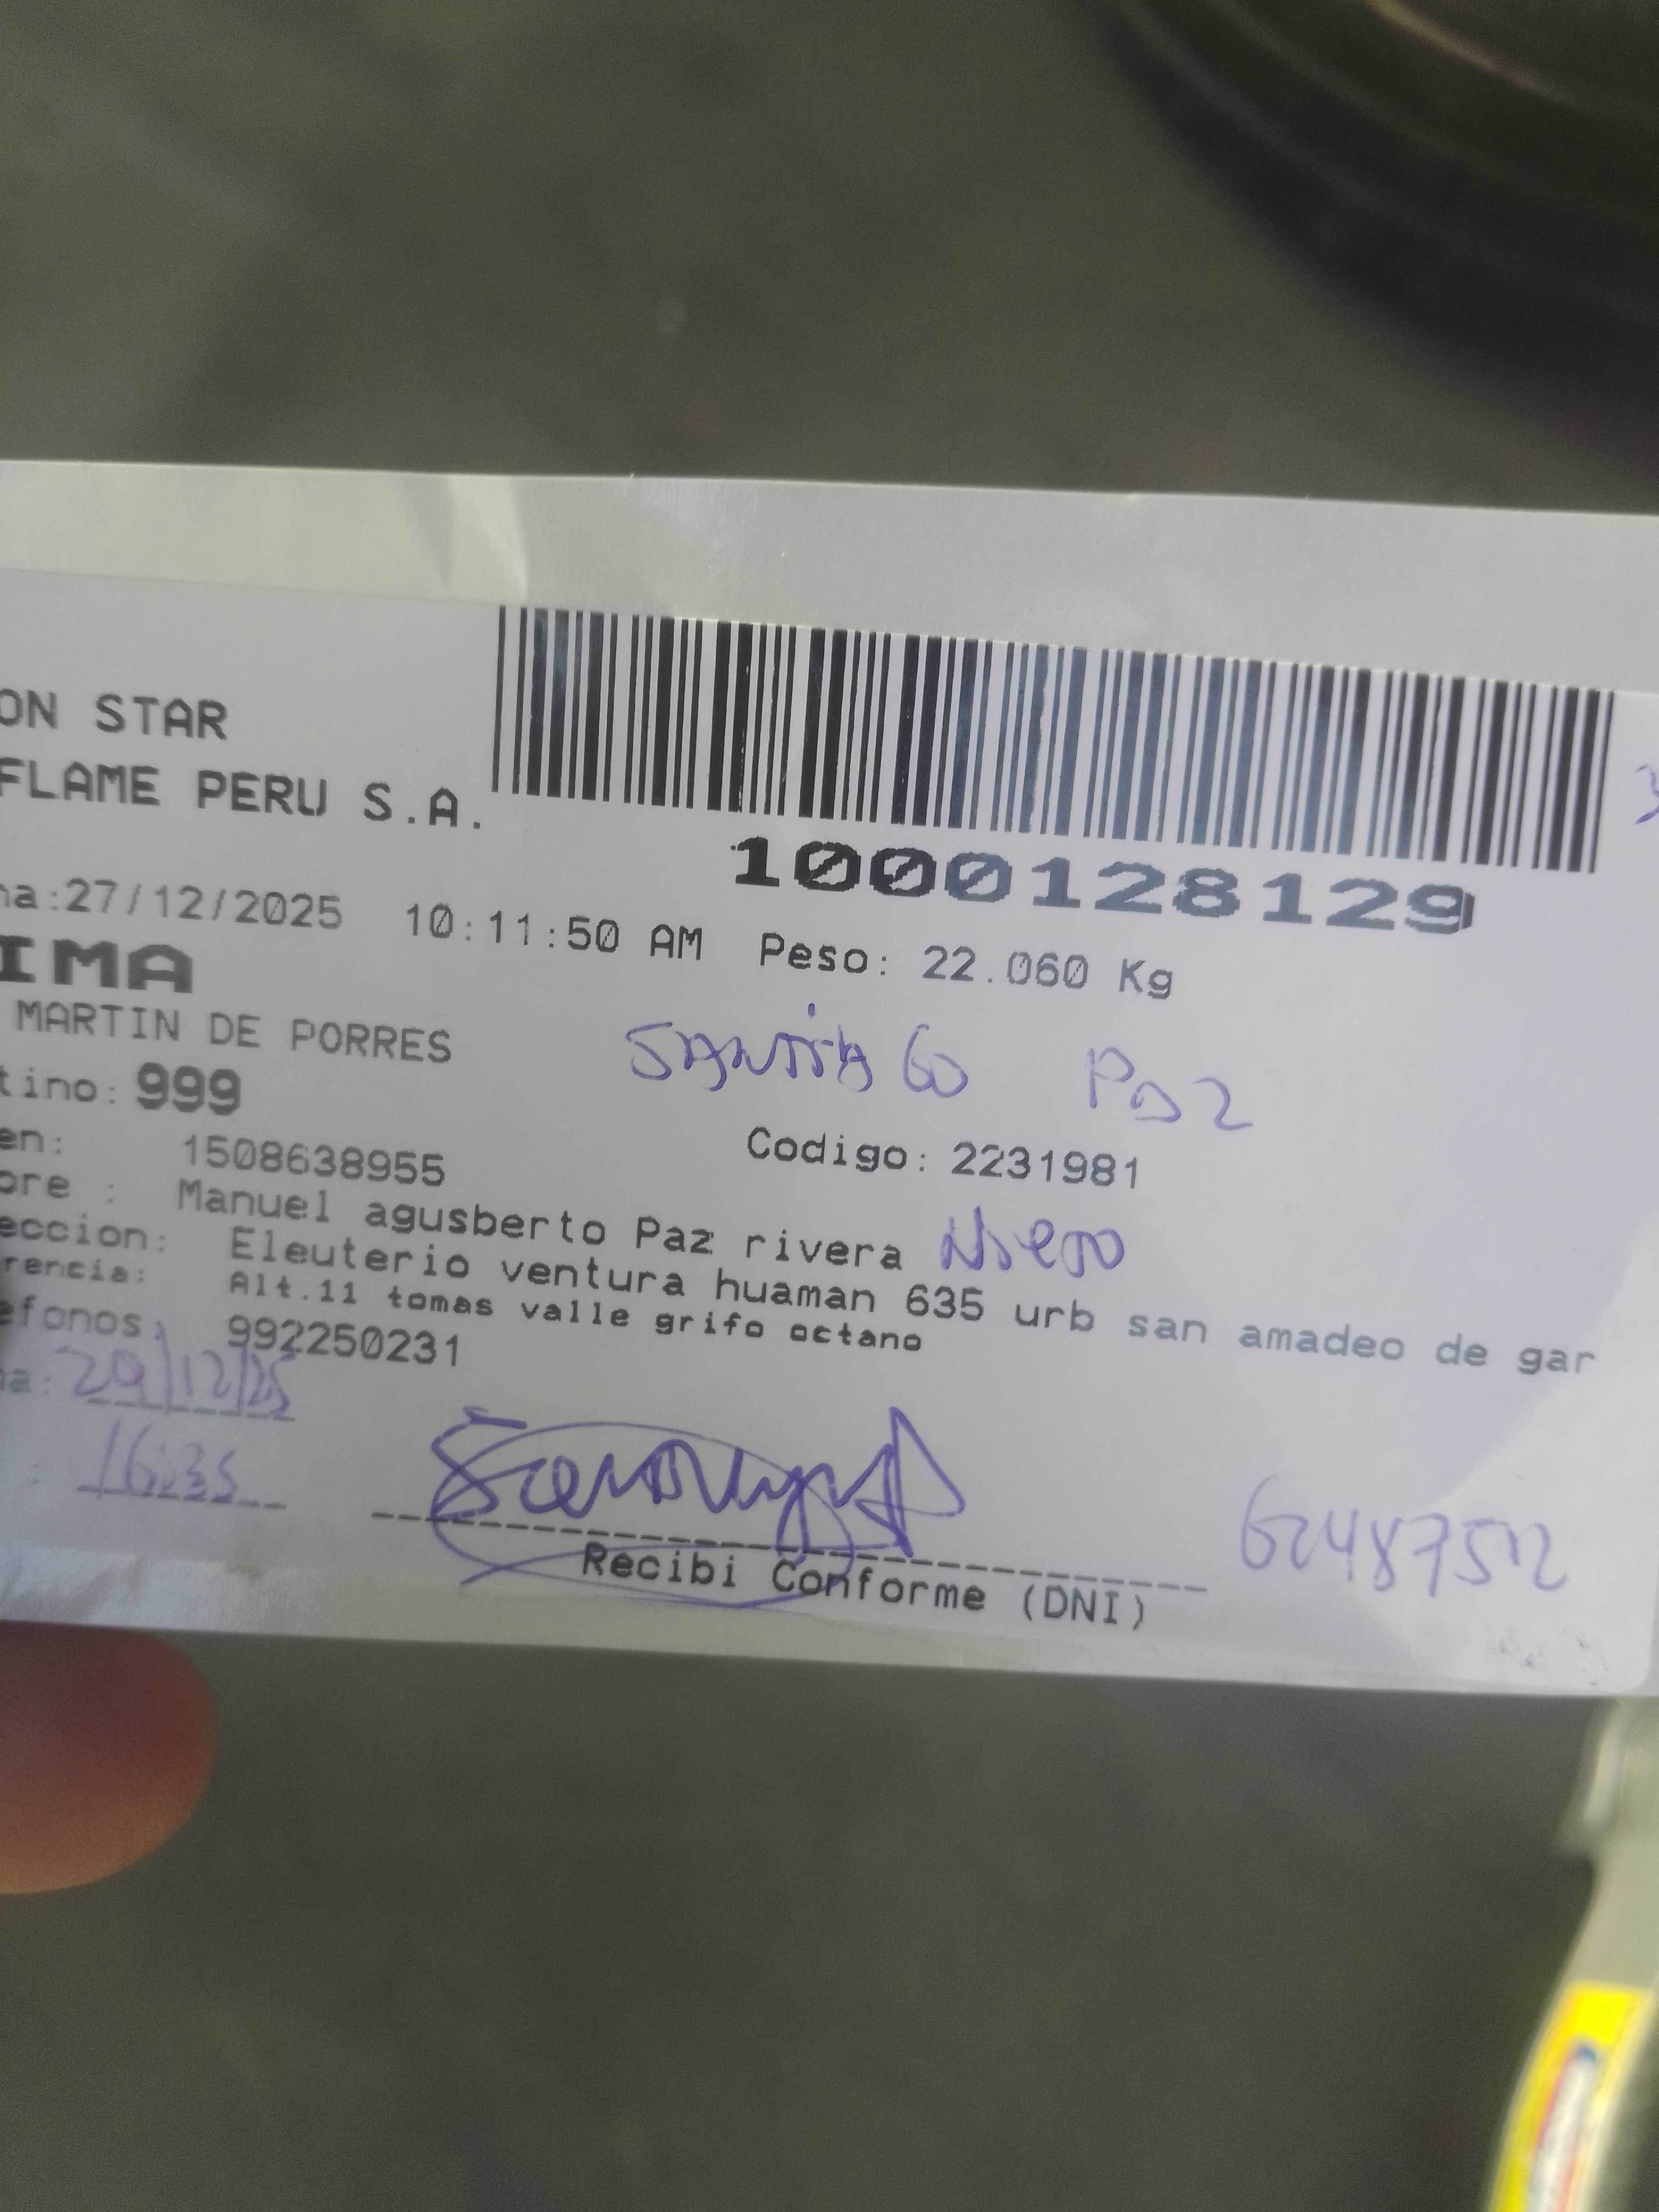 ON STAR
FLAME PERU S.A.
1000128129
a:27/12/2025 10:11:50 AM Peso: 22.060 Kg
IMA
MARTIN DE PORRES
SANTIAGO PAZ
tino: 999
en: 1508638955 Codigo: 2231981
bre : Manuel agusberto Paz rivera
eccion: Eleuterio ventura huaman 635 urb san amadeo de gar
rencia: Alt.11 tomas valle grifo octano
efonos: 992250231
a: 29/12/25
: 16:35
62487512
Recibi Conforme (DNI)